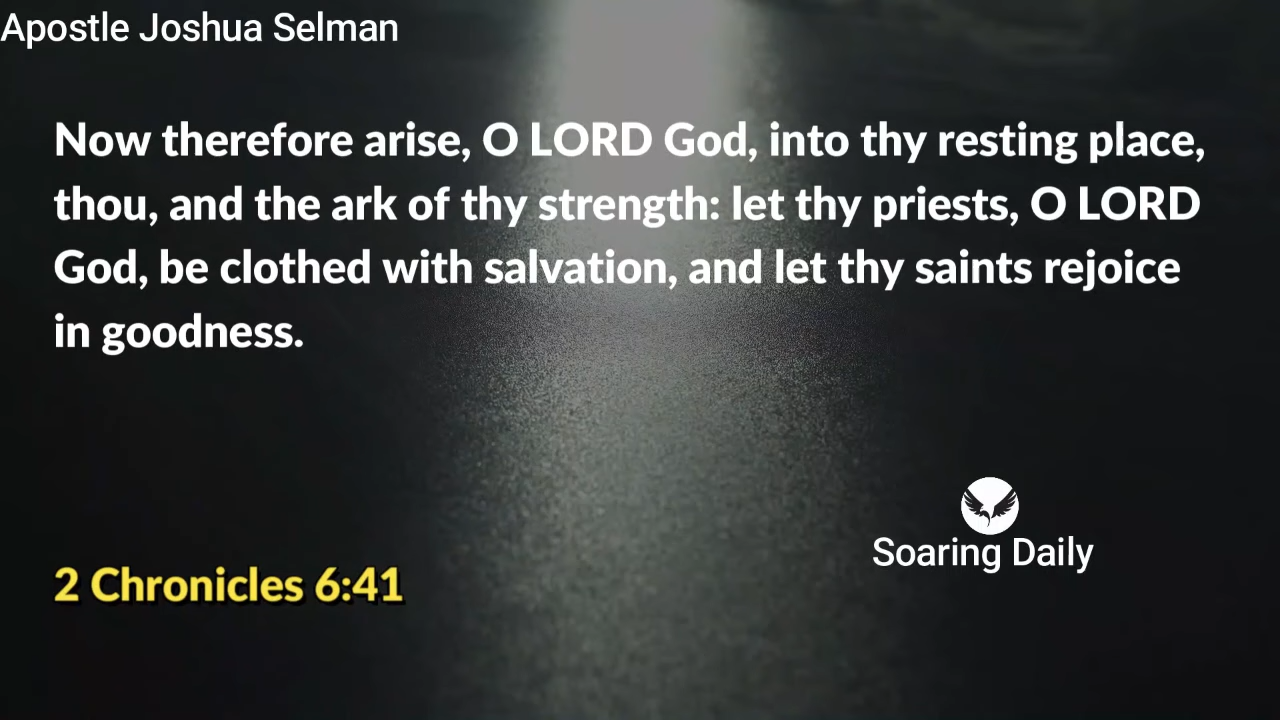 Apostle Joshua Selman
Now therefore arise, O LORD God, into thy resting place,
thou, and the ark of thy strength: let thy priests, O LORD
God, be clothed with salvation, and let thy saints rejoice
in goodness.
Soaring Daily
2 Chronicles 6:41